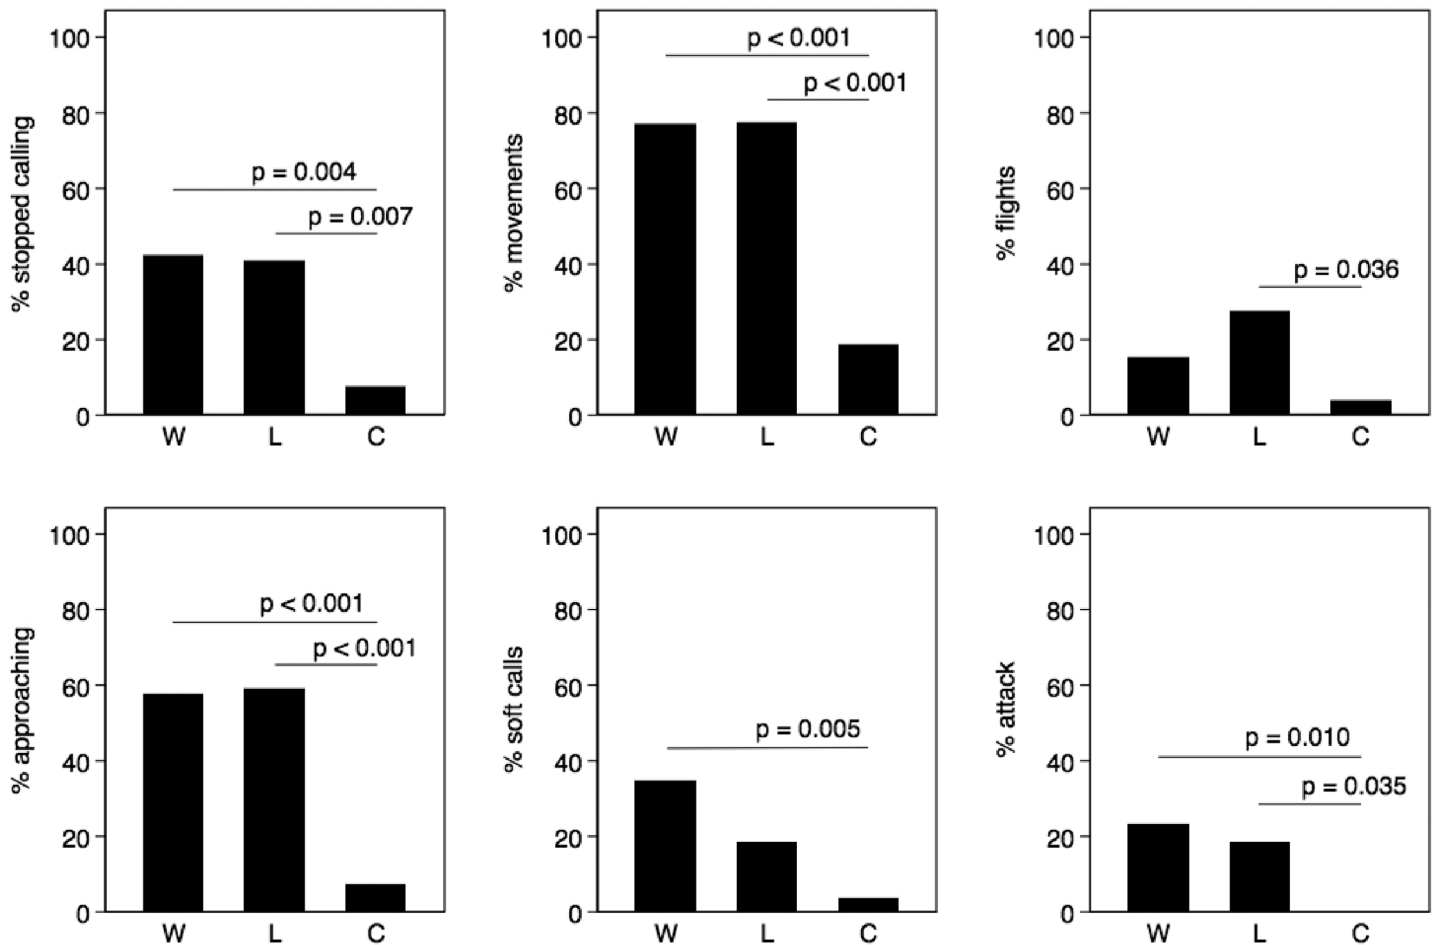 % stopped calling
100
80
60
40
20
0
p = 0.004
p = 0.007
W L C
% movements
100
80
60
40
20
0
p < 0.001
p < 0.001
W L C
% flights
100
80
60
40
20
0
p = 0.036
W L C
% approaching
100
80
60
40
20
0
p < 0.001
p < 0.001
W L C
% soft calls
100
80
60
40
20
0
p = 0.005
W L C
% attack
100
80
60
40
20
0
p = 0.010
p = 0.035
W L C